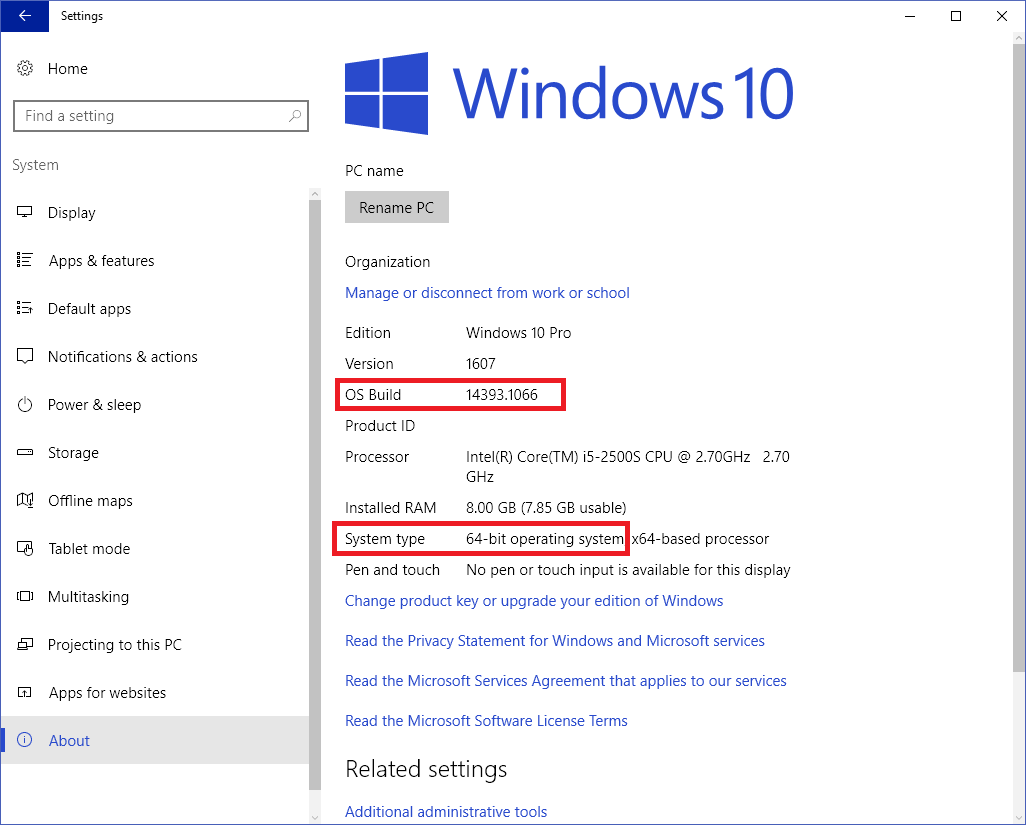 Settings
Home
Find a setting
System
Display
Apps & features
Default apps
Notifications & actions
Power & sleep
Storage
Offline maps
Tablet mode
Multitasking
Projecting to this PC
Apps for websites
About
Windows 10
PC name
Rename PC
Organization
Manage or disconnect from work or school
Edition Windows 10 Pro
Version 1607
OS Build 14393.1066
Product ID
Processor Intel(R) Core(TM) i5-2500S CPU @ 2.70GHz 2.70
GHz
Installed RAM 8.00 GB (7.85 GB usable)
System type 64-bit operating system x64-based processor
Pen and touch No pen or touch input is available for this display
Change product key or upgrade your edition of Windows
Read the Privacy Statement for Windows and Microsoft services
Read the Microsoft Services Agreement that applies to our services
Read the Microsoft Software License Terms
Related settings
Additional administrative tools